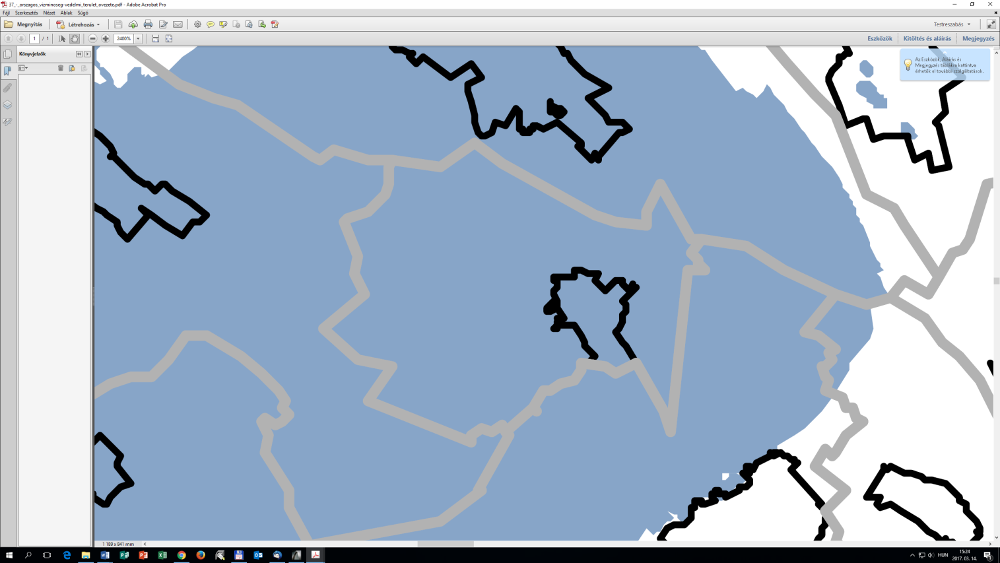 37_-_orszagos_vizminoseg-vedelmi_terulet_ovezete.pdf - Adobe Acrobat Pro
Fájl Szerkesztés Nézet Ablak Súgó
Megnyitás Létrehozás Testreszabás
1 / 1 2400% Eszközök Kitöltés és aláírás Megjegyzés
Könyvjelzők
Az Eszközök, Aláírás és
Megjegyzés táblákra kattintva
érhetők el további szolgáltatások.
1 189 x 841 mm
HUN
15:24
2017. 03. 14.